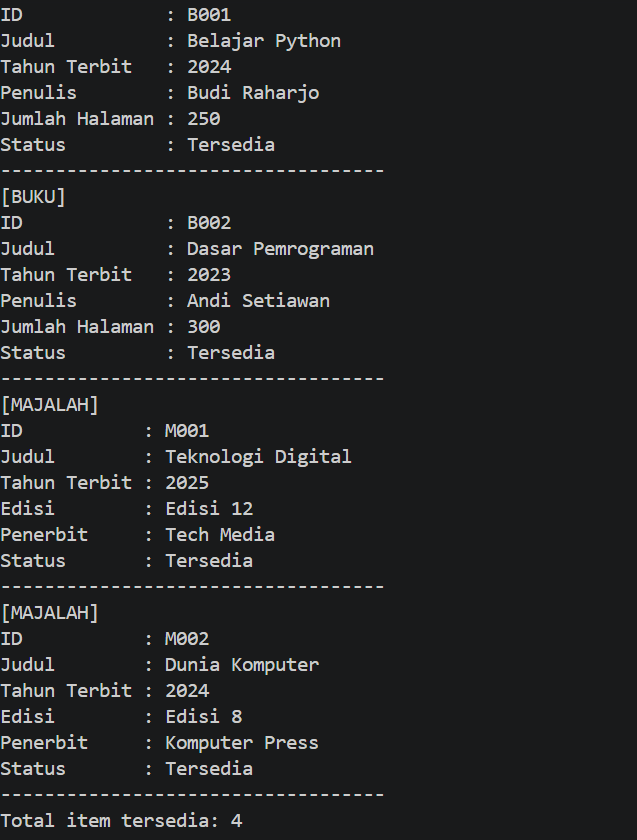 ID             : B001
Judul          : Belajar Python
Tahun Terbit   : 2024
Penulis        : Budi Raharjo
Jumlah Halaman : 250
Status         : Tersedia
-----------------------------------
[BUKU]
ID             : B002
Judul          : Dasar Pemrograman
Tahun Terbit   : 2023
Penulis        : Andi Setiawan
Jumlah Halaman : 300
Status         : Tersedia
-----------------------------------
[MAJALAH]
ID           : M001
Judul        : Teknologi Digital
Tahun Terbit : 2025
Edisi        : Edisi 12
Penerbit     : Tech Media
Status       : Tersedia
-----------------------------------
[MAJALAH]
ID           : M002
Judul        : Dunia Komputer
Tahun Terbit : 2024
Edisi        : Edisi 8
Penerbit     : Komputer Press
Status       : Tersedia
-----------------------------------
Total item tersedia: 4